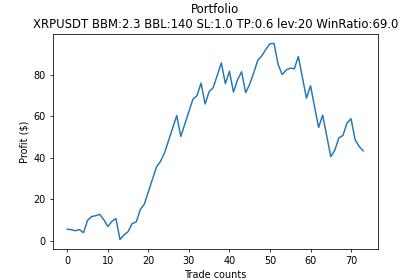 Portfolio
XRPUSDT BBM:2.3 BBL:140 SL:1.0 TP:0.6 lev:20 WinRatio:69.0
Profit ($)
80
60
40
20
0
0 10 20 30 40 50 60 70
Trade counts